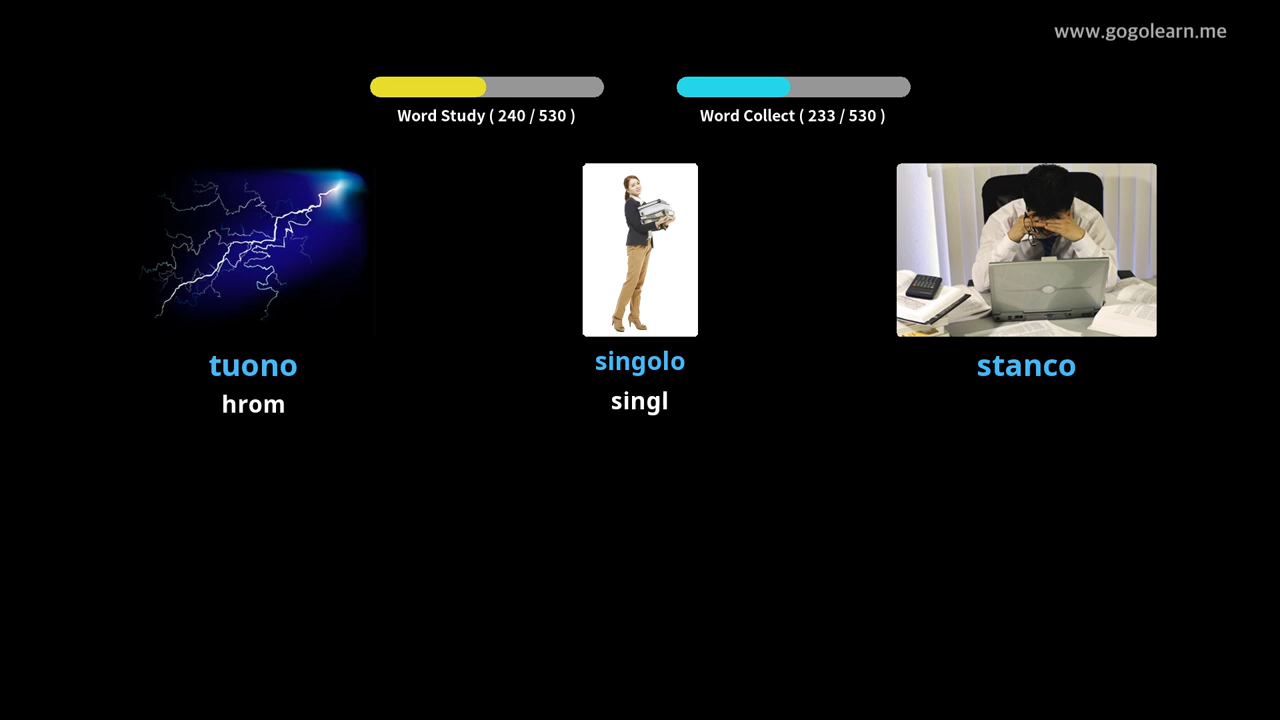 www.gogolearn.me
Word Study ( 240 / 530 )
Word Collect ( 233 / 530 )
tuono
hrom
singolo
singl
stanco